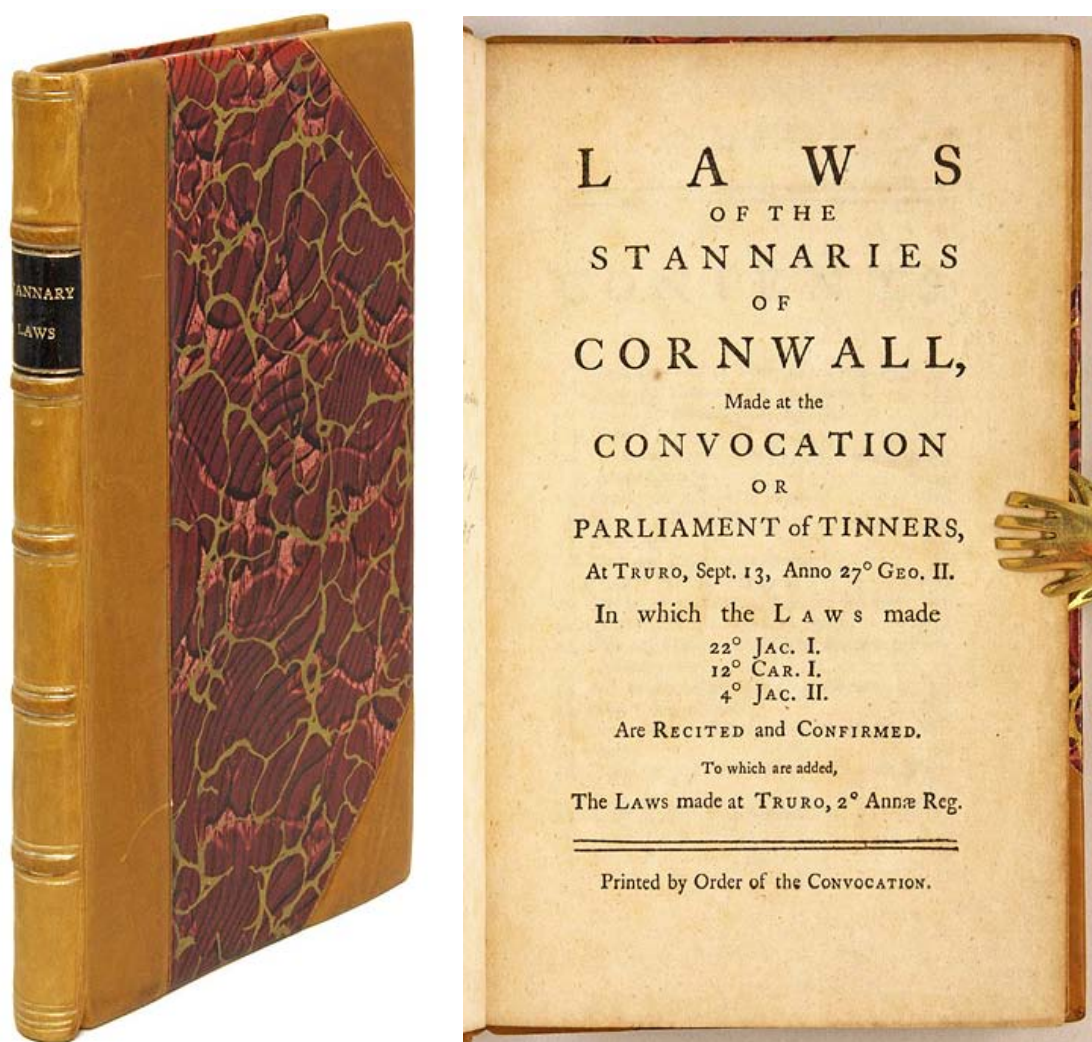 TANNARY
LAWS
LAWS
OF THE
STANNARIES
OF
CORNWALL,
Made at the
CONVOCATION
OR
PARLIAMENT of TINNERS,
At TRURO, Sept. 13, Anno 27° GEO. II.
In which the LAWS made
22° JAC. I.
12° CAR. I.
4° JAC. II.
Are RECITED and CONFIRMED.
To which are added,
The LAWS made at TRURO, 2° Annæ Reg.
Printed by Order of the CONVOCATION.